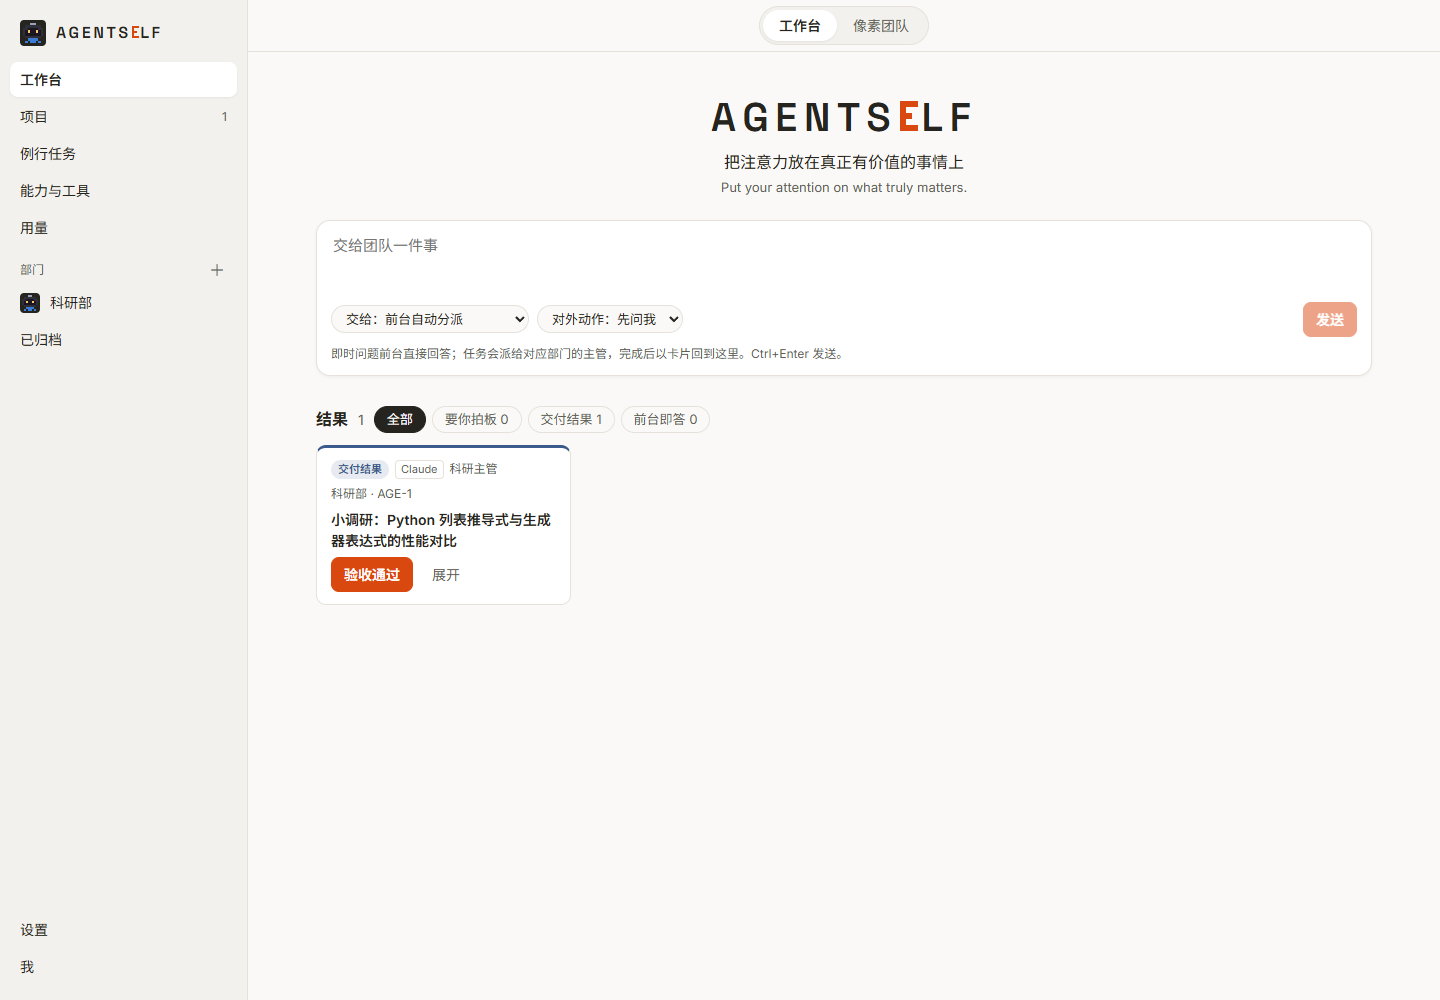 AGENTSELF
工作台
项目 1
例行任务
能力与工具
用量
部门 +
科研部
已归档
设置
我
工作台 像素团队
AGENTSELF
把注意力放在真正有价值的事情上
Put your attention on what truly matters.
交给团队一件事
交给：前台自动分派 对外动作：先问我 发送
即时问题前台直接回答；任务会派给对应部门的主管，完成后以卡片回到这里。Ctrl+Enter 发送。
结果 1 全部 要你拍板 0 交付结果 1 前台即答 0
交付结果 Claude 科研主管
科研部 · AGE-1
小调研：Python 列表推导式与生成
器表达式的性能对比
验收通过 展开